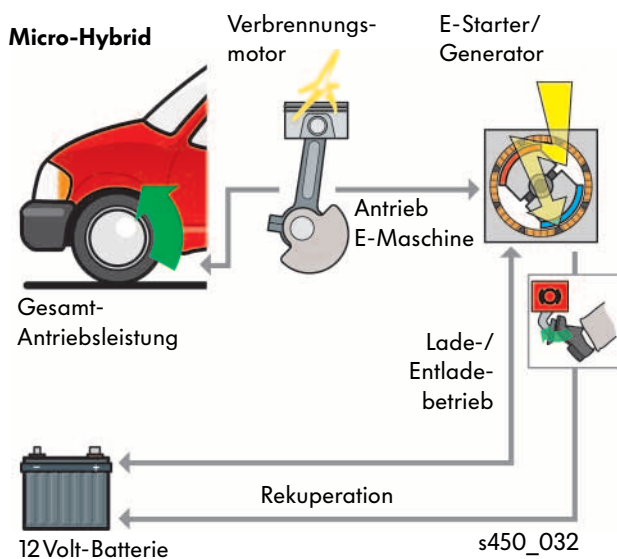 Micro-Hybrid
Verbrennungs-
motor
E-Starter/
Generator
Antrieb
E-Maschine
Gesamt-
Antriebsleistung
Lade-/
Entlade-
betrieb
Rekuperation
12 Volt-Batterie
s450_032